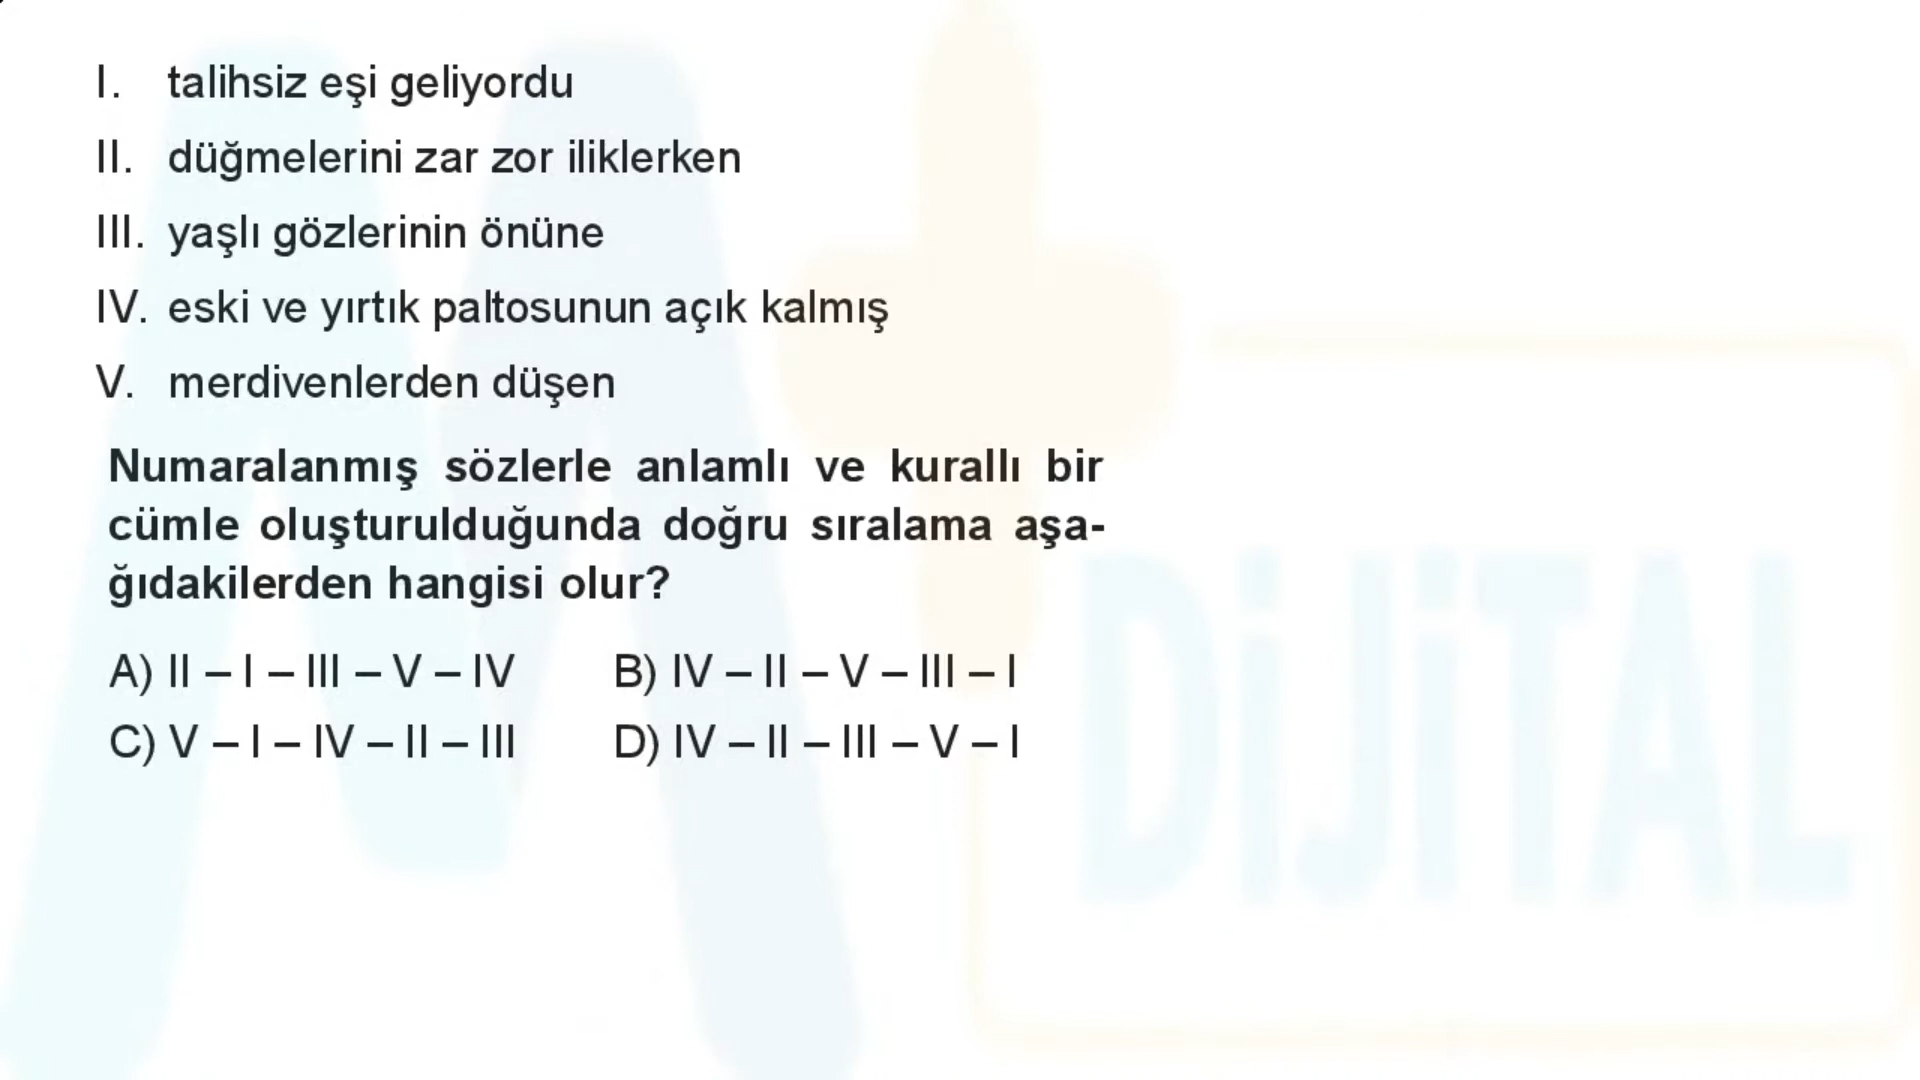 I. talihsiz eşi geliyordu
II. düğmelerini zar zor iliklerken
III. yaşlı gözlerinin önüne
IV. eski ve yırtık paltosunun açık kalmış
V. merdivenlerden düşen
Numaralanmış sözlerle anlamlı ve kurallı bir
cümle oluşturulduğunda doğru sıralama aşa-
ğıdakilerden hangisi olur?
A) II – I – III – V – IV B) IV – II – V – III – I
C) V – I – IV – II – III D) IV – II – III – V – I
DİJİTAL